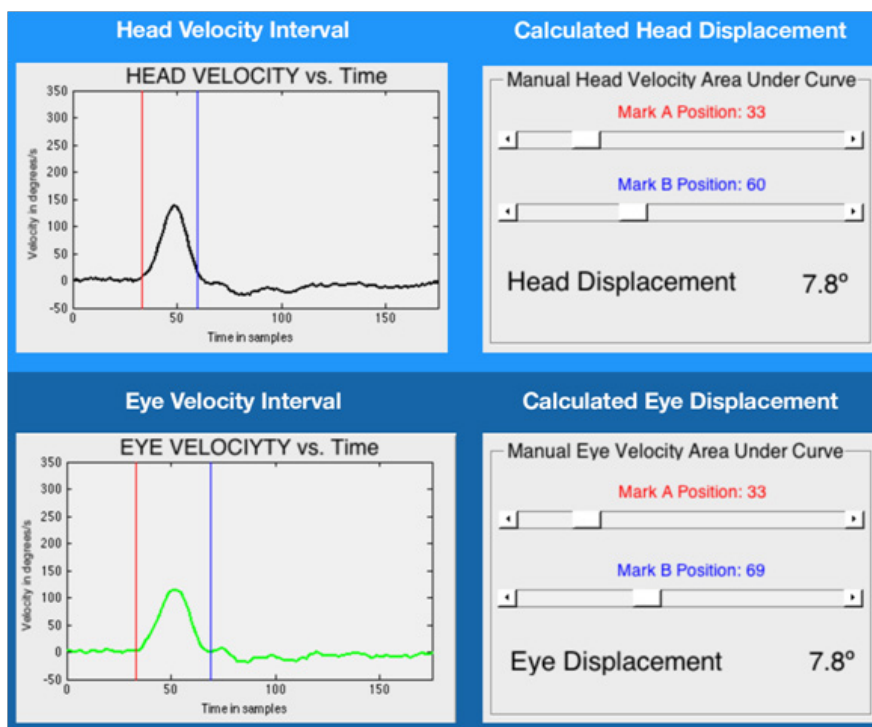 Head Velocity Interval
Calculated Head Displacement
HEAD VELOCITY vs. Time
350
300
250
200
150
100
50
0
-50
Velocity in degrees/s
0
50
100
150
Time in samples
Manual Head Velocity Area Under Curve
Mark A Position: 33
Mark B Position: 60
Head Displacement 7.8º
Eye Velocity Interval
Calculated Eye Displacement
EYE VELOCIYTY vs. Time
350
300
250
200
150
100
50
0
-50
Velocity in degrees/s
0
50
100
150
Time in samples
Manual Eye Velocity Area Under Curve
Mark A Position: 33
Mark B Position: 69
Eye Displacement 7.8º